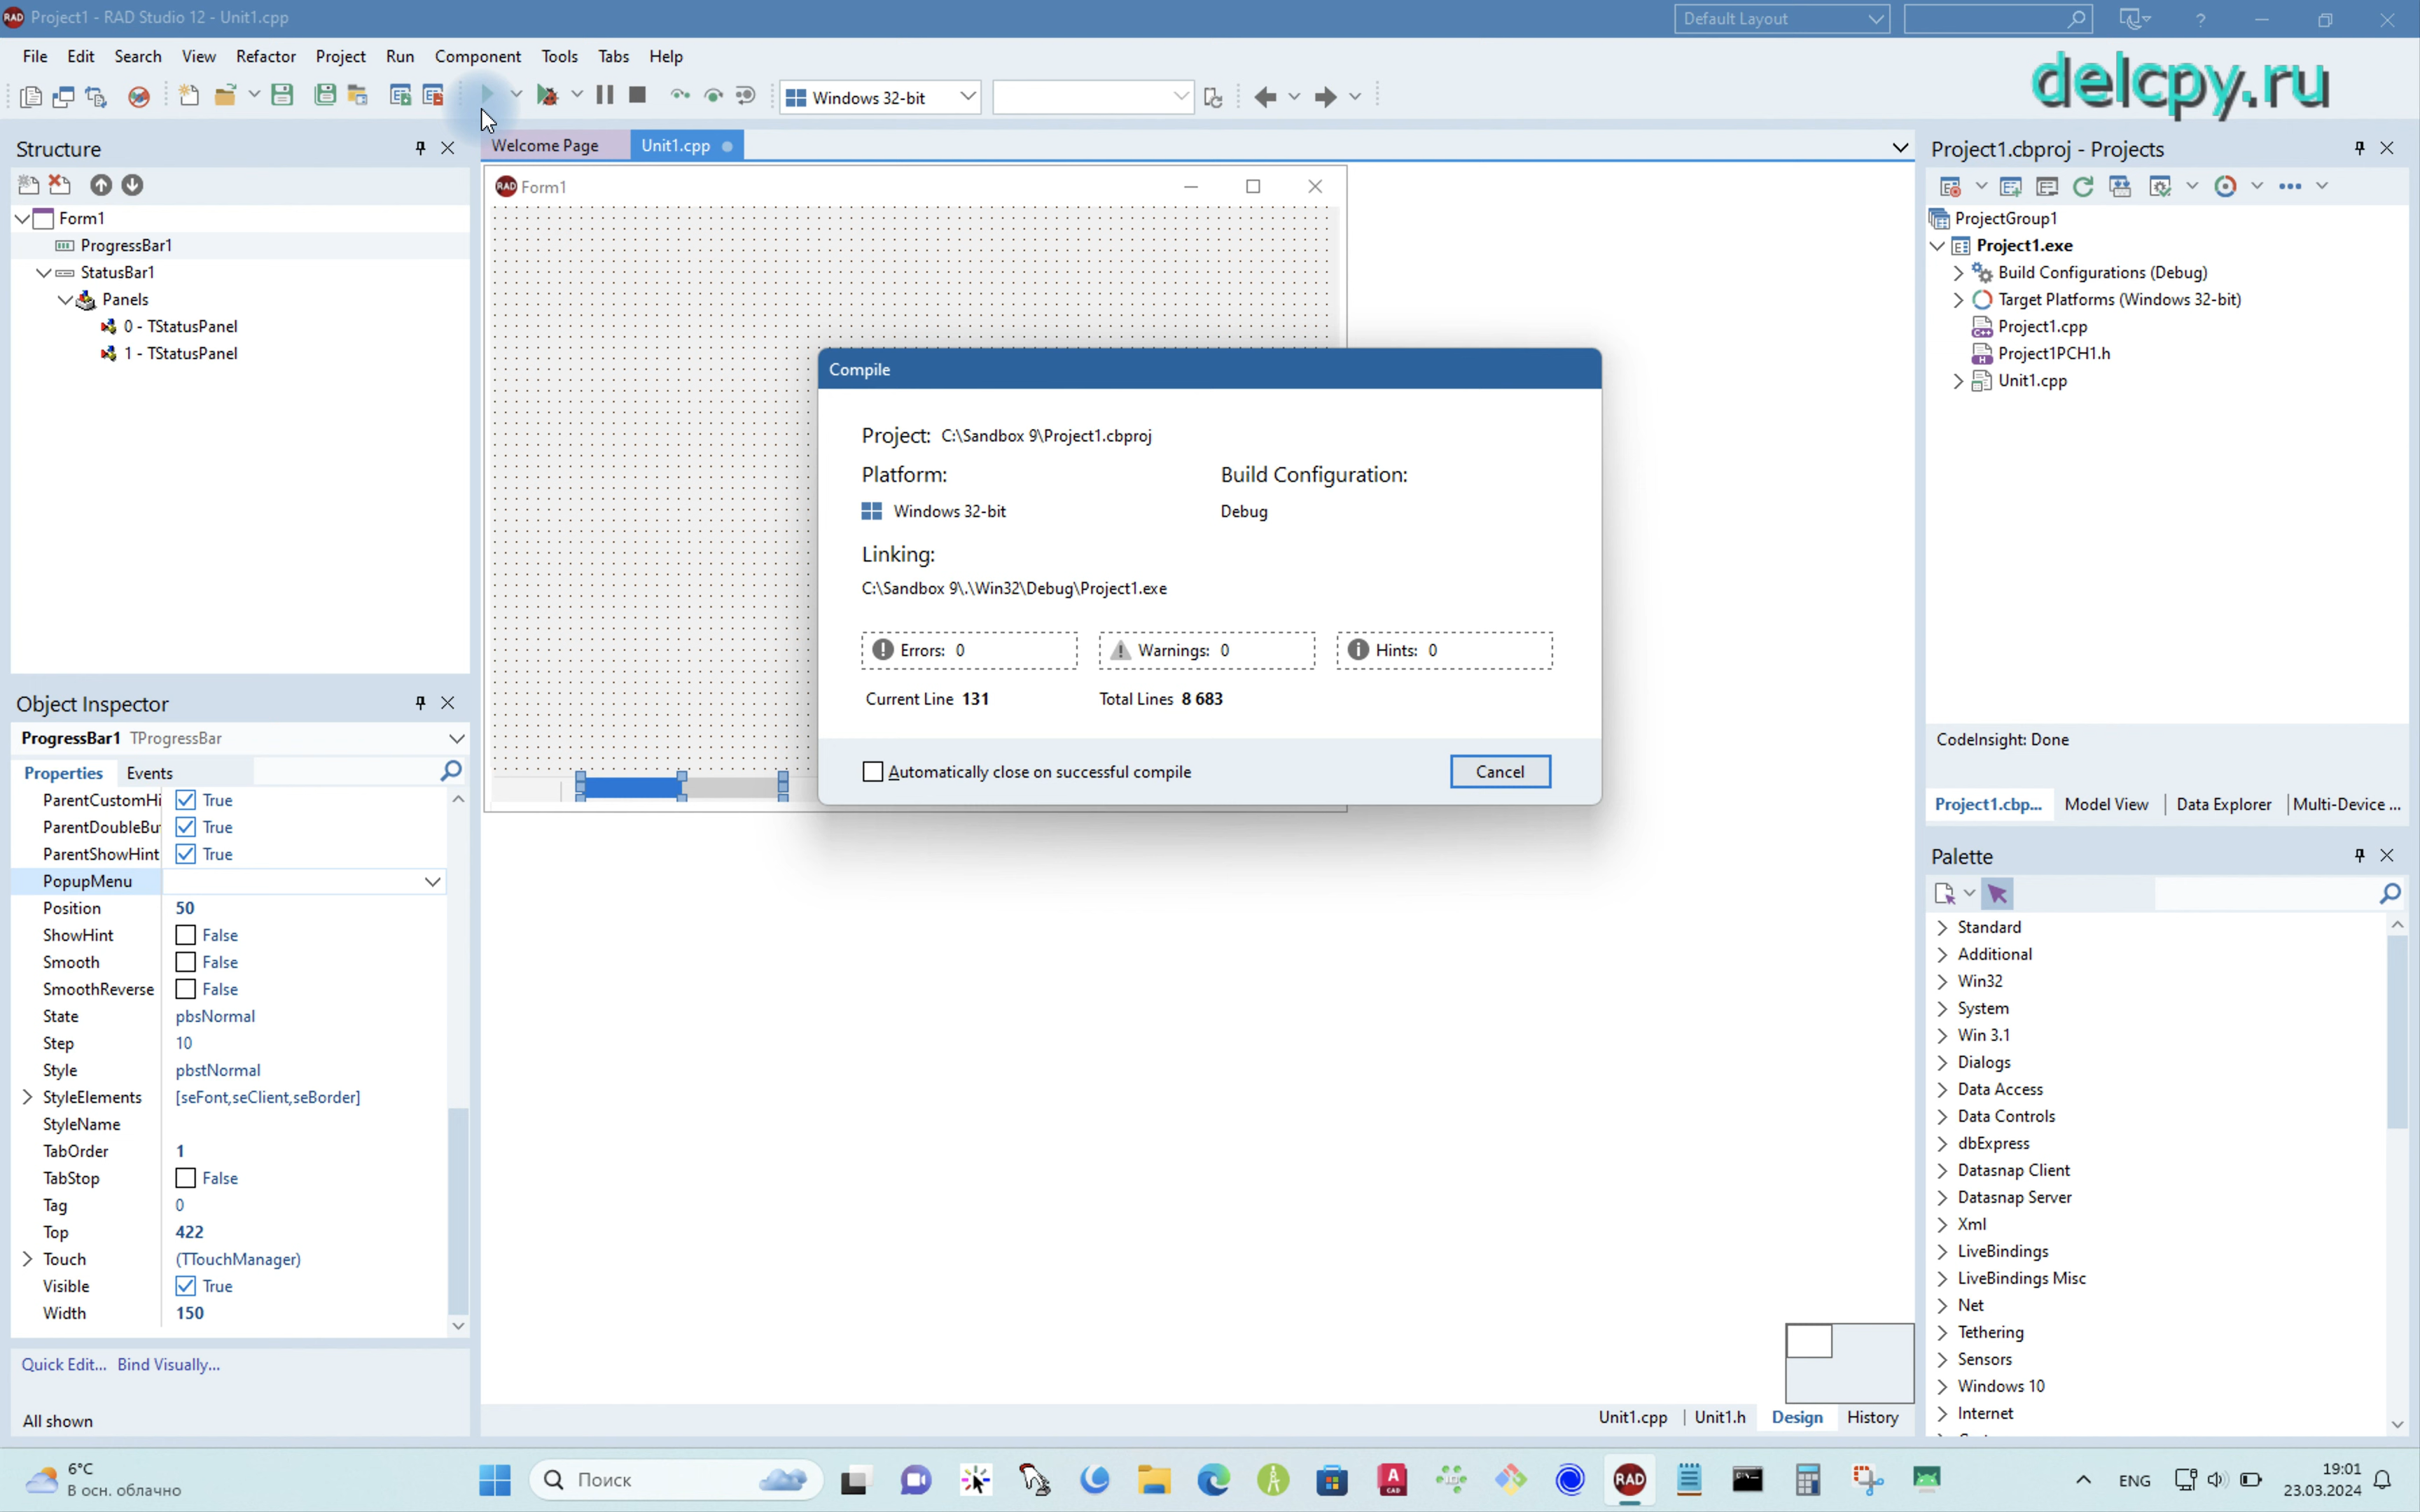 Project1 - RAD Studio 12 - Unit1.cpp
Default Layout
File Edit Search View Refactor Project Run Component Tools Tabs Help
Windows 32-bit
delcpy.ru
Structure
Form1
ProgressBar1
StatusBar1
Panels
0 - TStatusPanel
1 - TStatusPanel
Object Inspector
ProgressBar1 TProgressBar
Properties Events
ParentCustomHi True
ParentDoubleBu True
ParentShowHint True
PopupMenu
Position 50
ShowHint False
Smooth False
SmoothReverse False
State pbsNormal
Step 10
Style pbstNormal
StyleElements [seFont,seClient,seBorder]
StyleName
TabOrder 1
TabStop False
Tag 0
Top 422
Touch (TTouchManager)
Visible True
Width 150
Quick Edit... Bind Visually...
All shown
Welcome Page Unit1.cpp
Form1
Compile
Project: C:\Sandbox 9\Project1.cbproj
Platform: Build Configuration:
Windows 32-bit Debug
Linking:
C:\Sandbox 9\.\Win32\Debug\Project1.exe
Errors: 0 Warnings: 0 Hints: 0
Current Line 131 Total Lines 8 683
Automatically close on successful compile Cancel
Unit1.cpp Unit1.h Design History
Project1.cbproj - Projects
ProjectGroup1
Project1.exe
Build Configurations (Debug)
Target Platforms (Windows 32-bit)
Project1.cpp
Project1PCH1.h
Unit1.cpp
CodeInsight: Done
Project1.cbp... Model View Data Explorer Multi-Device ...
Palette
Standard
Additional
Win32
System
Win 3.1
Dialogs
Data Access
Data Controls
dbExpress
Datasnap Client
Datasnap Server
Xml
LiveBindings
LiveBindings Misc
Net
Tethering
Sensors
Windows 10
Internet
6°C
В осн. облачно
Поиск
RAD
ENG
19:01
23.03.2024